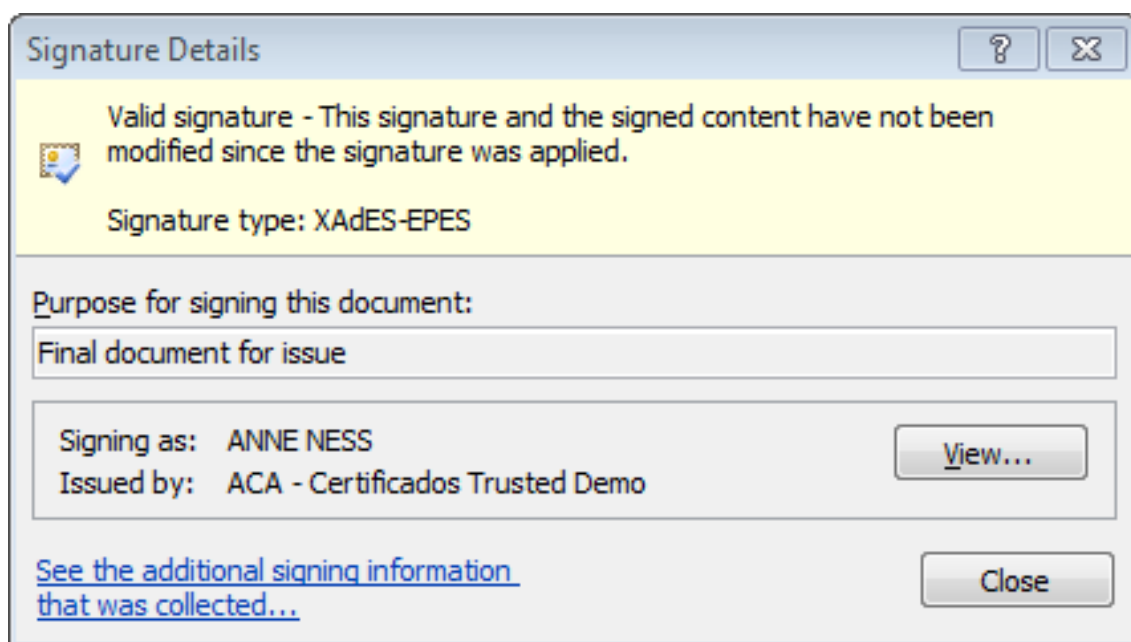 Signature Details
Valid signature - This signature and the signed content have not been
modified since the signature was applied.
Signature type: XAdES-EPES
Purpose for signing this document:
Final document for issue
Signing as: ANNE NESS
View...
Issued by: ACA - Certificados Trusted Demo
See the additional signing information
that was collected...
Close